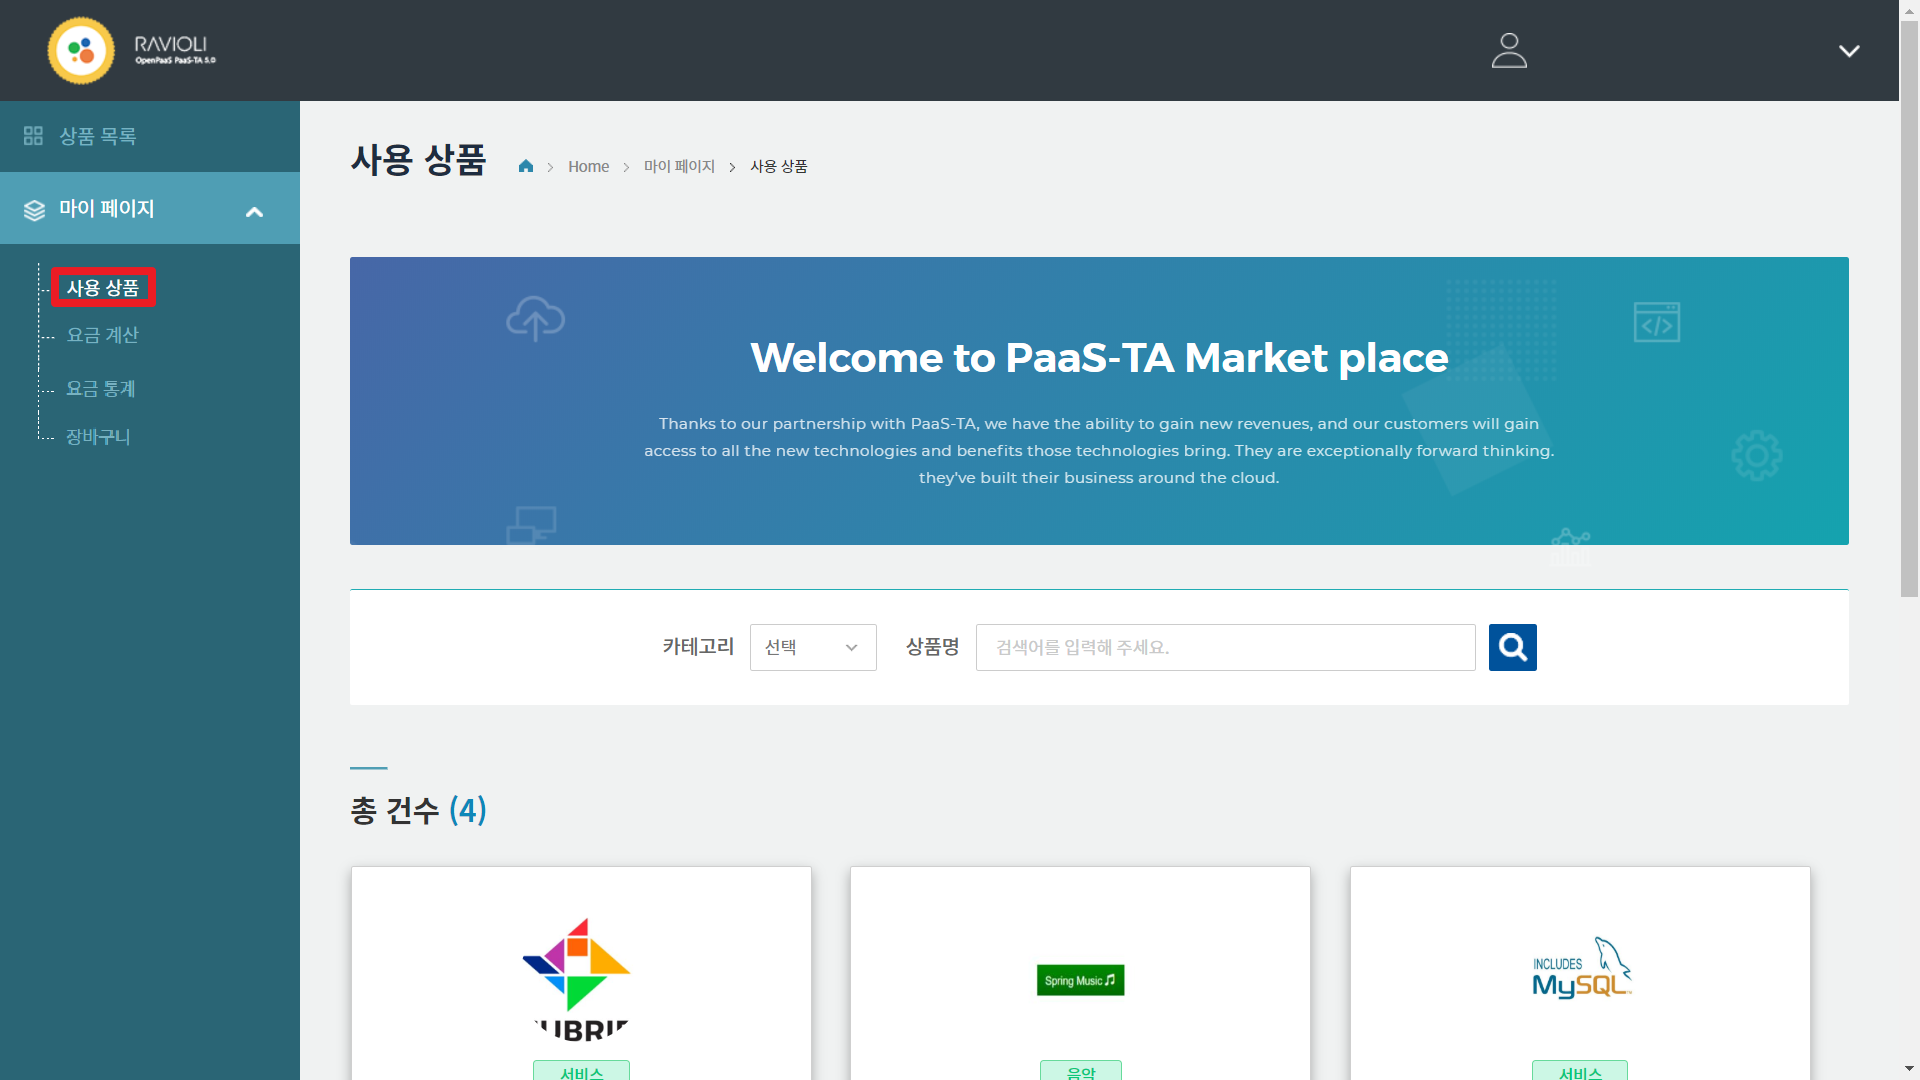 RAVIOLI
OpenPaaS PaaS-TA 5.0
상품 목록
마이 페이지
사용 상품
요금 계산
요금 통계
장바구니
사용 상품
Home
마이 페이지
사용 상품
Welcome to PaaS-TA Market place
Thanks to our partnership with PaaS-TA, we have the ability to gain new revenues, and our customers will gain
access to all the new technologies and benefits those technologies bring. They are exceptionally forward thinking.
they've built their business around the cloud.
카테고리
선택
상품명
검색어를 입력해 주세요.
총 건수 (4)
Spring Music
INCLUDES
MySQL
서비스
음악
서비스